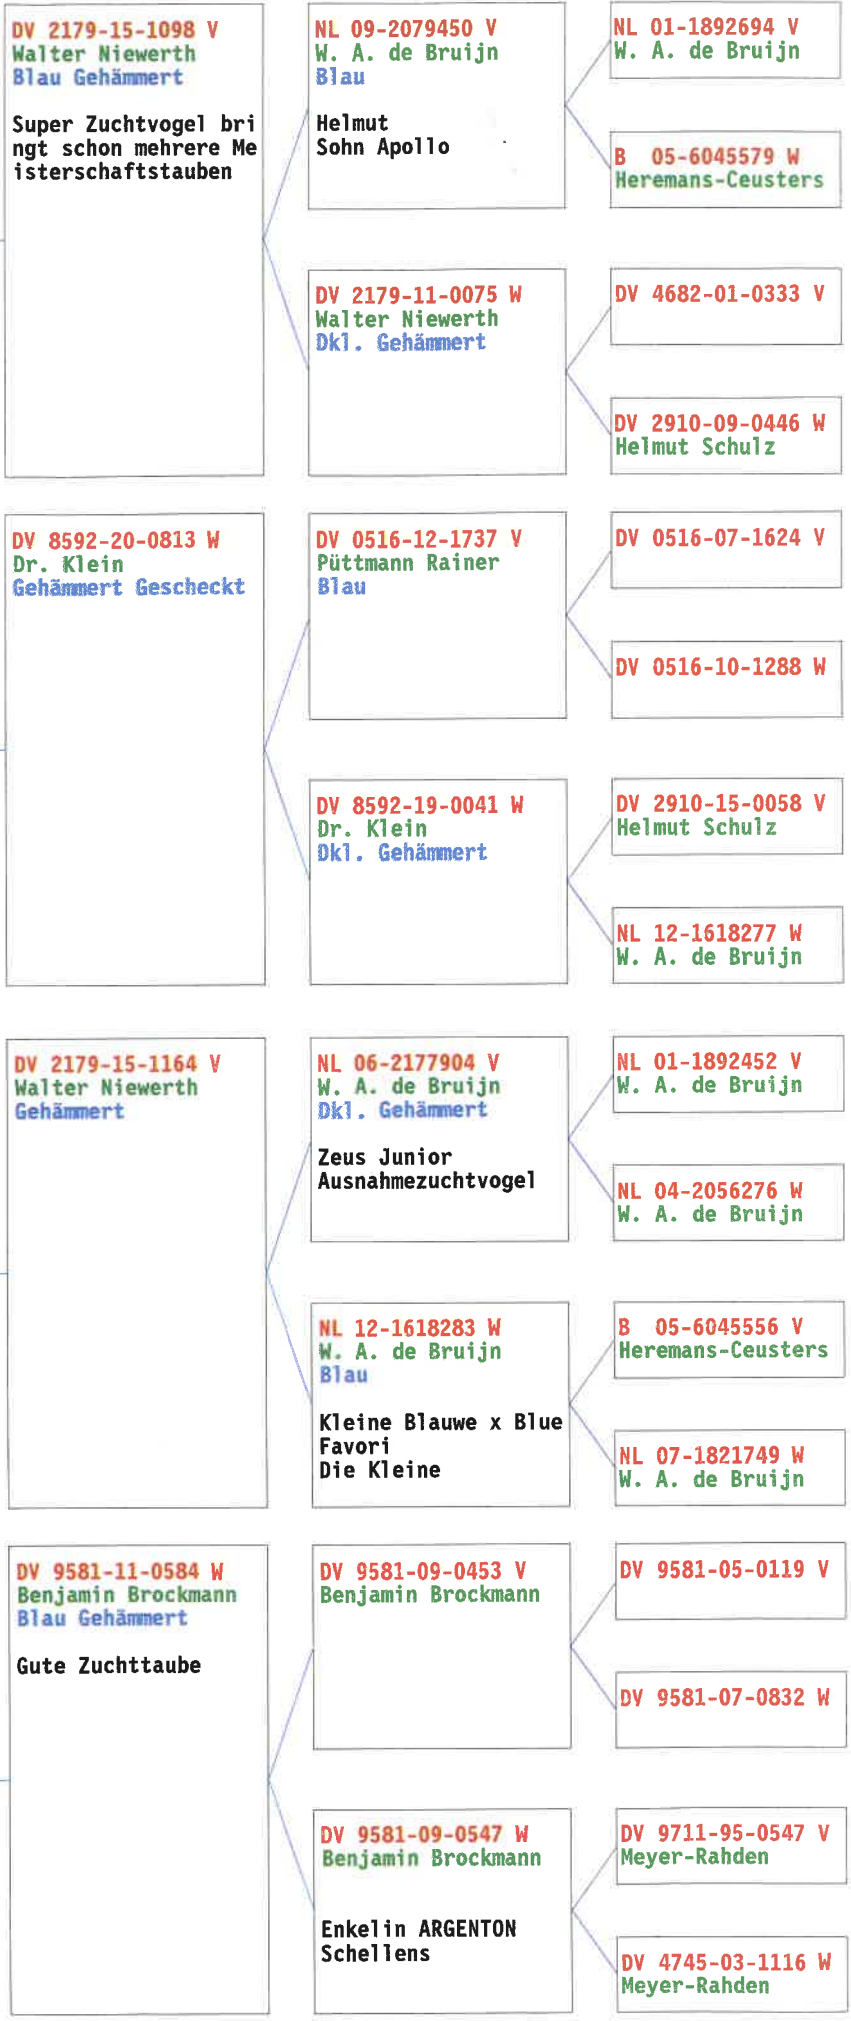 DV 2179-15-1098 V
Walter Niewerth
Blau Gehämmert
Super Zuchtvogel bri
ngt schon mehrere Me
isterschaftstauben
NL 09-2079450 V
W. A. de Bruijn
Blau
Helmut
Sohn Apollo
NL 01-1892694 V
W. A. de Bruijn
B 05-6045579 W
Heremans-Ceusters
DV 2179-11-0075 W
Walter Niewerth
Dkl. Gehämmert
DV 4682-01-0333 V
DV 2910-09-0446 W
Helmut Schulz
DV 8592-20-0813 W
Dr. Klein
Gehämmert Gescheckt
DV 0516-12-1737 V
Püttmann Rainer
Blau
DV 0516-07-1624 V
DV 0516-10-1288 W
DV 8592-19-0041 W
Dr. Klein
Dkl. Gehämmert
DV 2910-15-0058 V
Helmut Schulz
NL 12-1618277 W
W. A. de Bruijn
DV 2179-15-1164 V
Walter Niewerth
Gehämmert
NL 06-2177904 V
W. A. de Bruijn
Dkl. Gehämmert
Zeus Junior
Ausnahmezuchtvogel
NL 01-1892452 V
W. A. de Bruijn
NL 04-2056276 W
W. A. de Bruijn
NL 12-1618283 W
W. A. de Bruijn
Blau
Kleine Blauwe x Blue
Favori
Die Kleine
B 05-6045556 V
Heremans-Ceusters
NL 07-1821749 W
W. A. de Bruijn
DV 9581-11-0584 W
Benjamin Brockmann
Blau Gehämmert
Gute Zuchttaube
DV 9581-09-0453 V
Benjamin Brockmann
DV 9581-05-0119 V
DV 9581-07-0832 W
DV 9581-09-0547 W
Benjamin Brockmann
Enkelin ARGENTON
Schellens
DV 9711-95-0547 V
Meyer-Rahden
DV 4745-03-1116 W
Meyer-Rahden